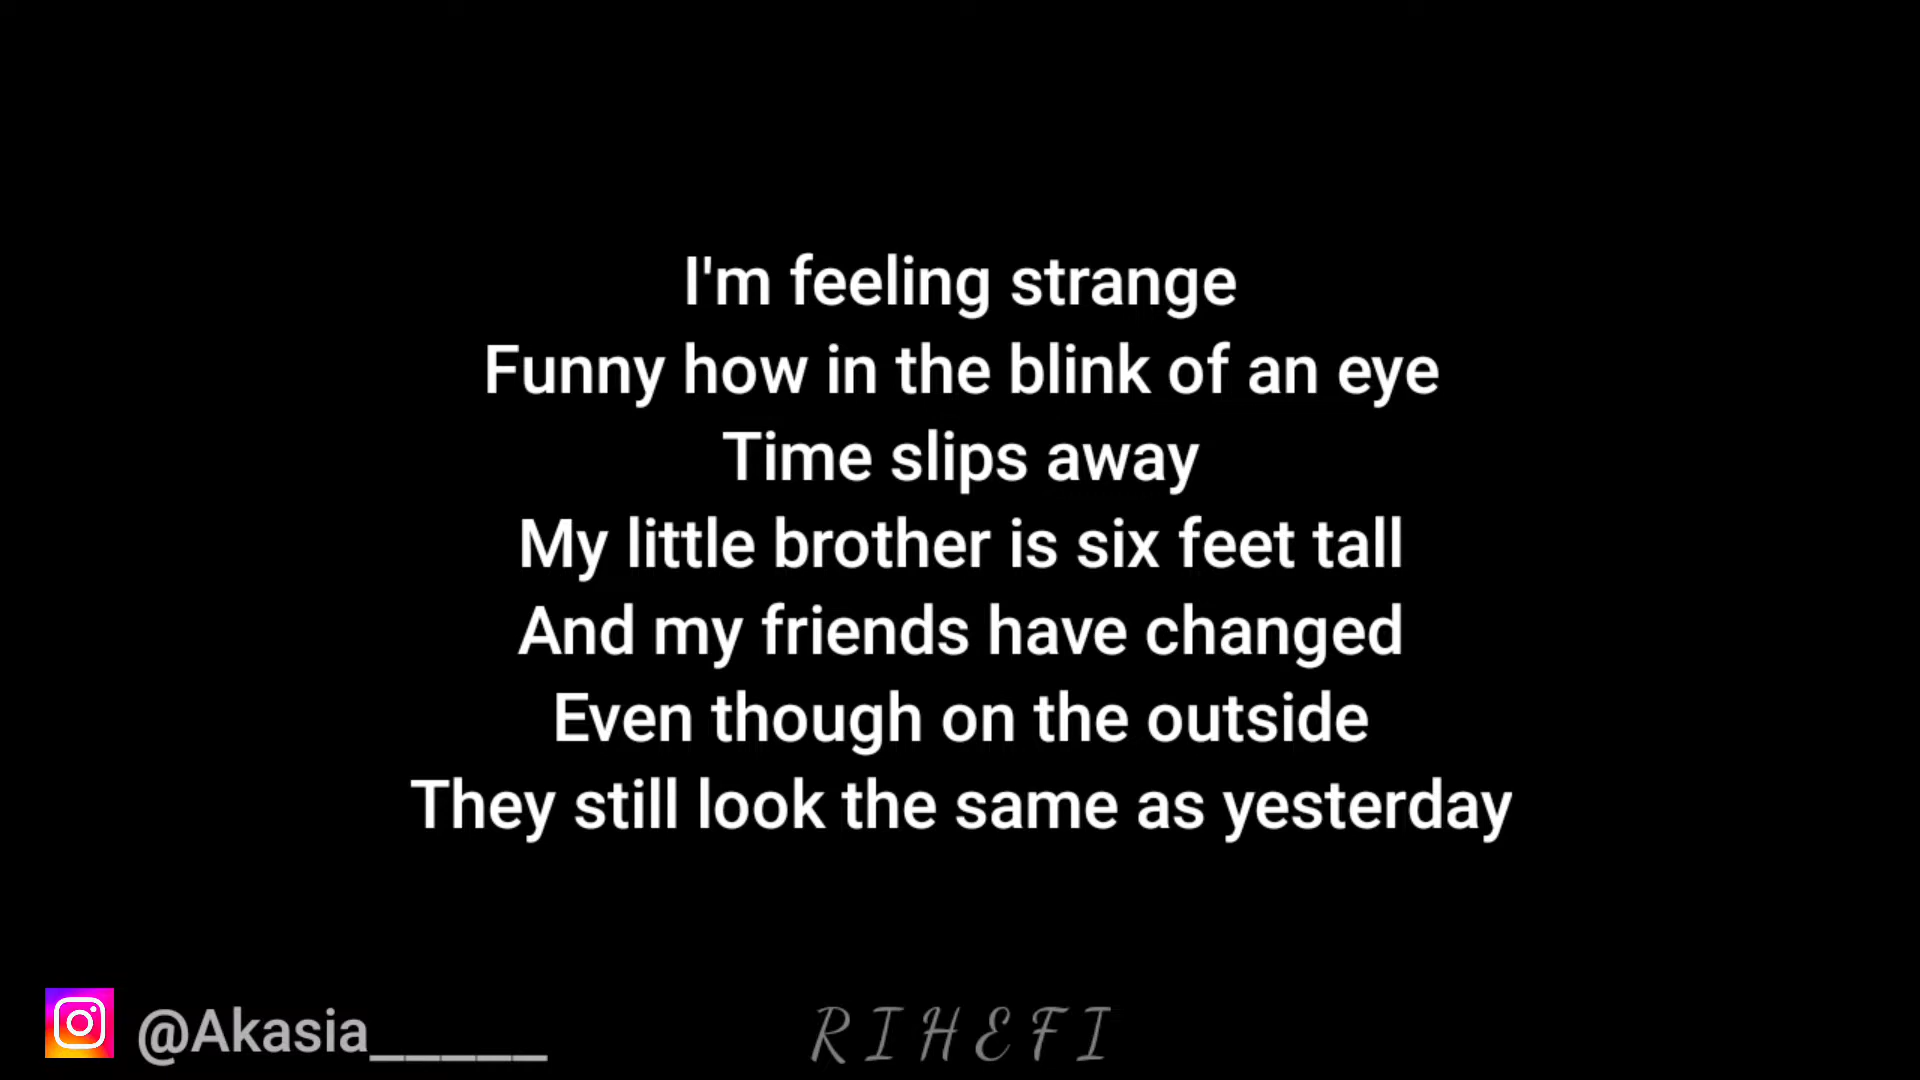 I'm feeling strange
Funny how in the blink of an eye
Time slips away
My little brother is six feet tall
And my friends have changed
Even though on the outside
They still look the same as yesterday
@Akasia_____
RIHEFI